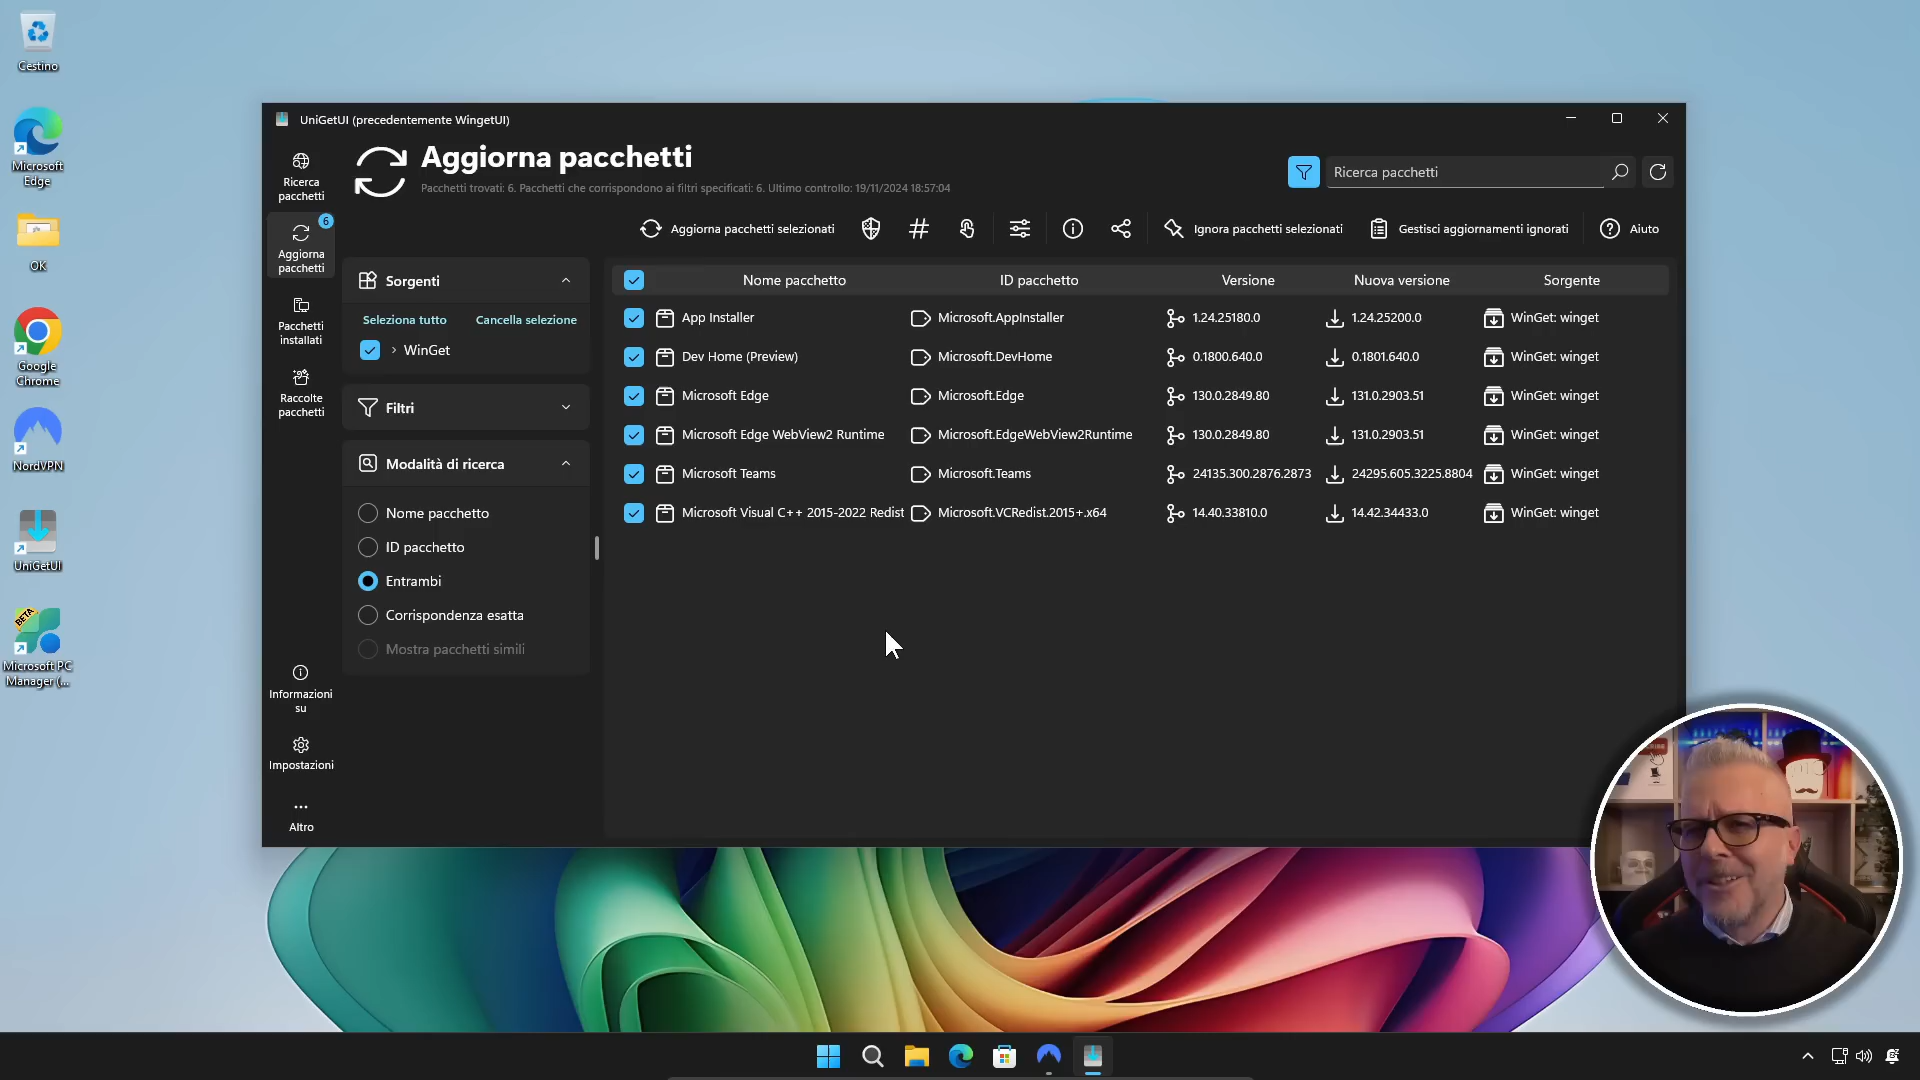 Cestino
Microsoft
Edge
OK
Google
Chrome
NordVPN
UniGetUI
BETA
Microsoft PC
Manager (...
UniGetUI (precedentemente WingetUI)
Aggiorna pacchetti
Pacchetti trovati: 6. Pacchetti che corrispondono ai filtri specificati: 6. Ultimo controllo: 19/11/2024 18:57:04
Ricerca pacchetti
Ricerca
pacchetti
6
Aggiorna
pacchetti
Pacchetti
installati
Raccolte
pacchetti
Informazioni
su
Impostazioni
Altro
Aggiorna pacchetti selezionati
Ignora pacchetti selezionati
Gestisci aggiornamenti ignorati
Aiuto
Sorgenti
Seleziona tutto Cancella selezione
WinGet
Filtri
Modalità di ricerca
Nome pacchetto
ID pacchetto
Entrambi
Corrispondenza esatta
Mostra pacchetti simili
Nome pacchetto ID pacchetto Versione Nuova versione Sorgente
App Installer Microsoft.AppInstaller 1.24.25180.0 1.24.25200.0 WinGet: winget
Dev Home (Preview) Microsoft.DevHome 0.1800.640.0 0.1801.640.0 WinGet: winget
Microsoft Edge Microsoft.Edge 130.0.2849.80 131.0.2903.51 WinGet: winget
Microsoft Edge WebView2 Runtime Microsoft.EdgeWebView2Runtime 130.0.2849.80 131.0.2903.51 WinGet: winget
Microsoft Teams Microsoft.Teams 24135.300.2876.2873 24295.605.3225.8804 WinGet: winget
Microsoft Visual C++ 2015-2022 Redist Microsoft.VCRedist.2015+.x64 14.40.33810.0 14.42.34433.0 WinGet: winget